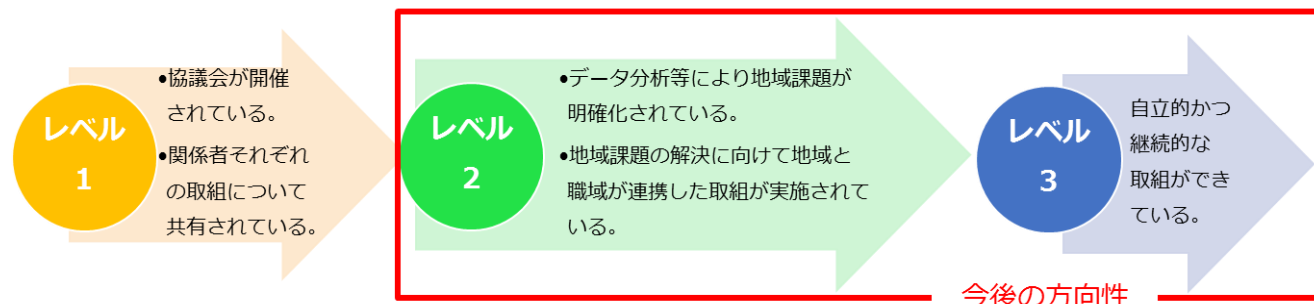 レベル
1
•協議会が開催
されている。
•関係者それぞれ
の取組について
共有されている。
レベル
2
•データ分析等により地域課題が
明確化されている。
•地域課題の解決に向けて地域と
職域が連携した取組が実施されて
いる。
レベル
3
自立的かつ
継続的な
取組ができ
ている。
今後の方向性